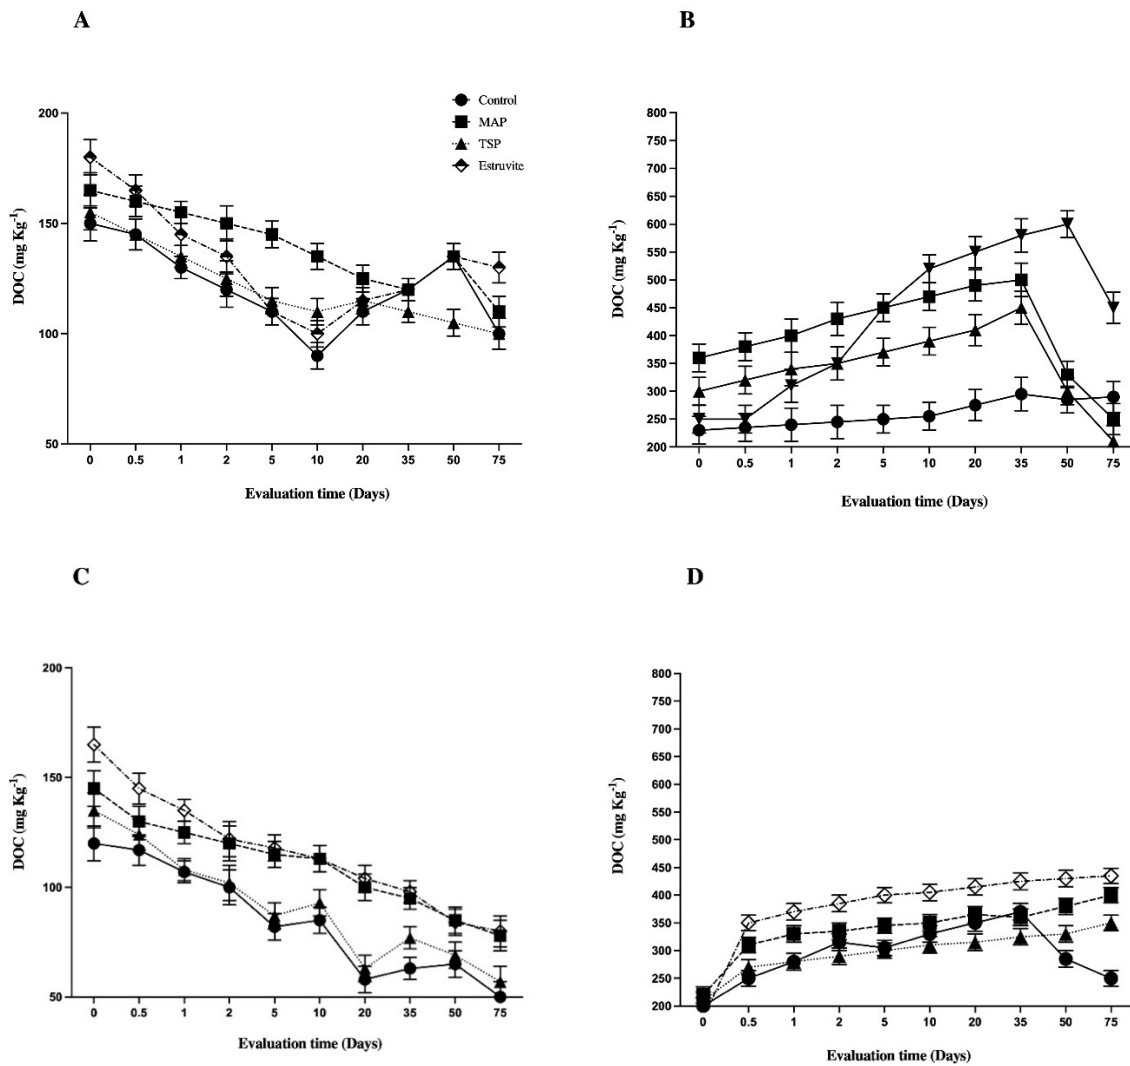 A
Control
MAP
TSP
Estruvite
200
150
100
50
DOC (mg Kg-1)
0 0.5 1 2 5 10 20 35 50 75
Evaluation time (Days)
B
800
750
700
650
600
550
500
450
400
350
300
250
200
DOC (mg Kg-1)
0 0.5 1 2 5 10 20 35 50 75
Evaluation time (Days)
C
200
150
100
50
DOC (mg Kg-1)
0 0.5 1 2 5 10 20 35 50 75
Evaluation time (Days)
D
800
750
700
650
600
550
500
450
400
350
300
250
200
DOC (mg Kg-1)
0 0.5 1 2 5 10 20 35 50 75
Evaluation time (Days)